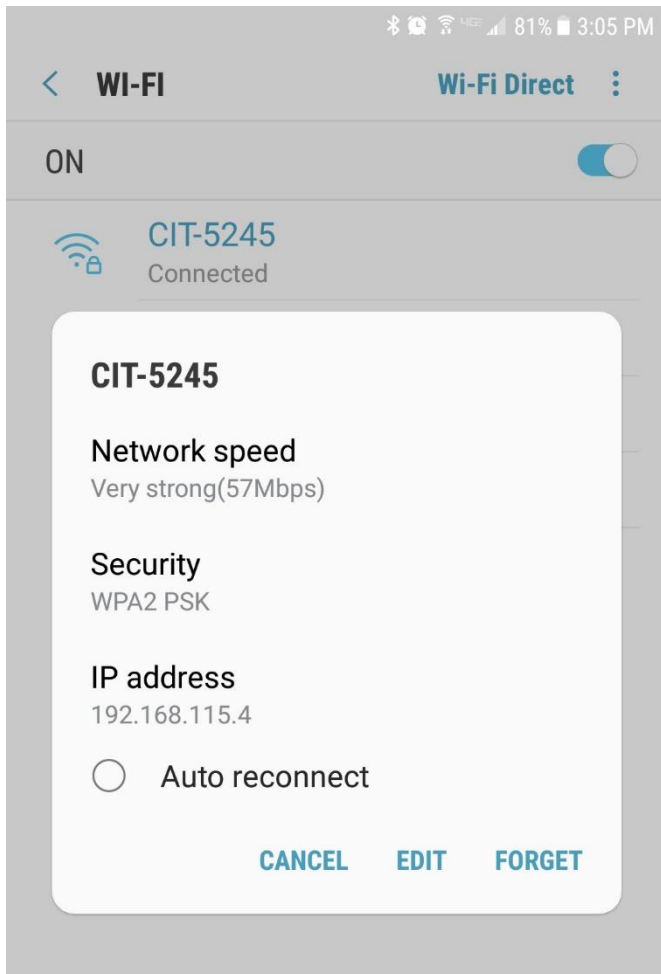 4GE 81% 3:05 PM
< WI-FI Wi-Fi Direct
ON
CIT-5245
Connected
CIT-5245
Network speed
Very strong(57Mbps)
Security
WPA2 PSK
IP address
192.168.115.4
Auto reconnect
CANCEL EDIT FORGET